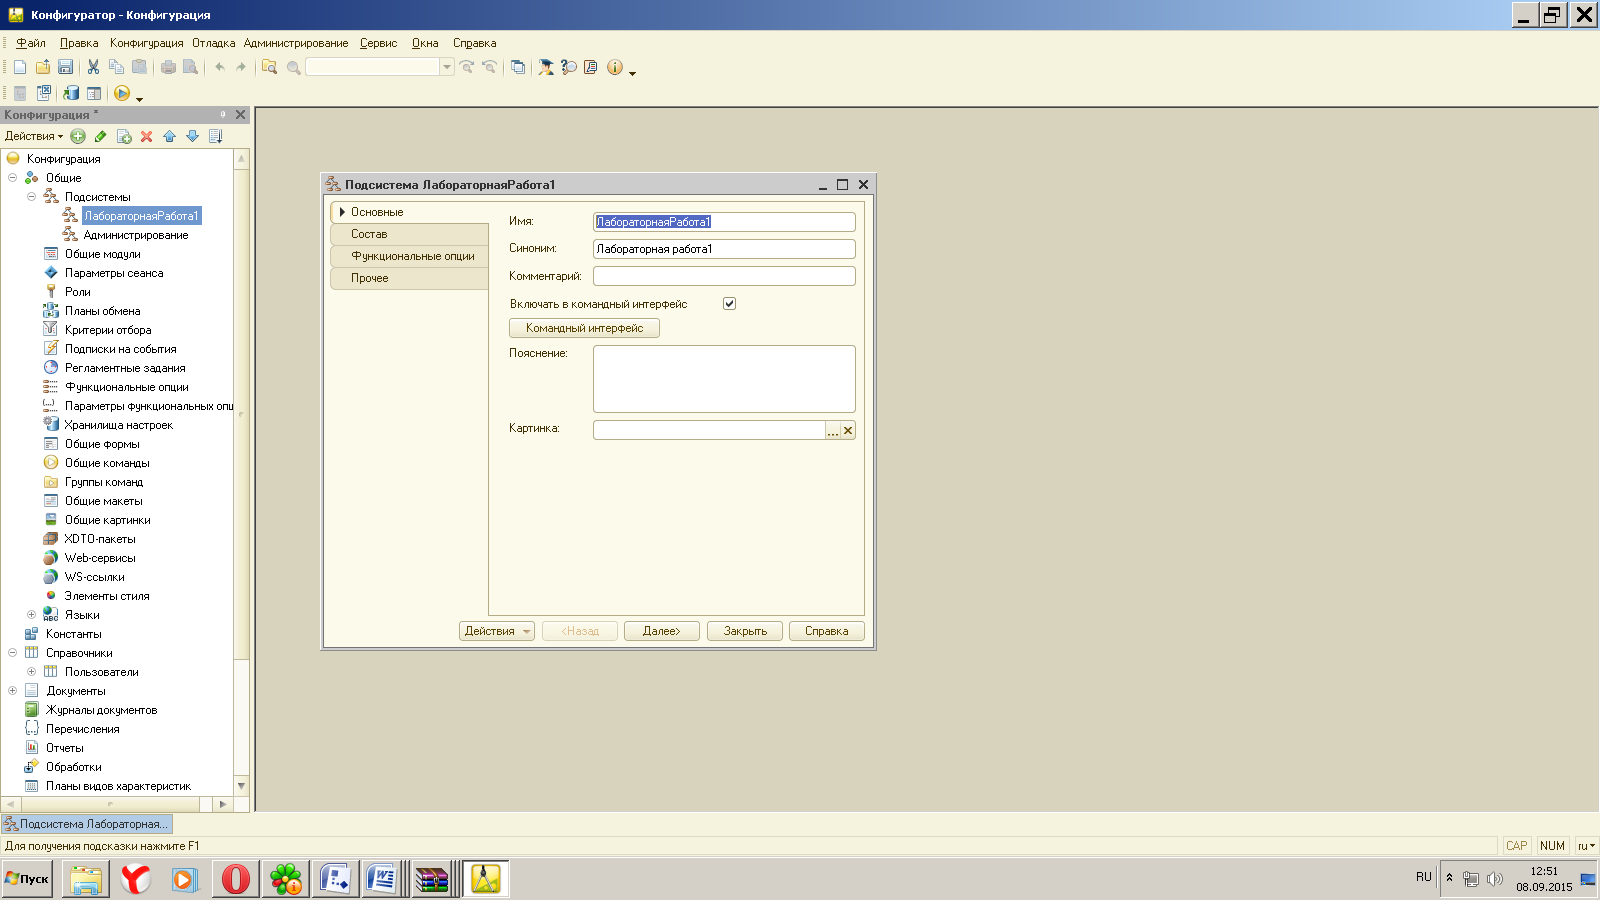 Конфигуратор - Конфигурация
Файл Правка Конфигурация Отладка Администрирование Сервис Окна Справка
Конфигурация *
Действия
Конфигурация
Общие
Подсистемы
ЛабораторнаяРабота1
Администрирование
Общие модули
Параметры сеанса
Роли
Планы обмена
Критерии отбора
Подписки на события
Регламентные задания
Функциональные опции
Параметры функциональных опц
Хранилища настроек
Общие формы
Общие команды
Группы команд
Общие макеты
Общие картинки
XDTO-пакеты
Web-сервисы
WS-ссылки
Элементы стиля
Языки
Константы
Справочники
Пользователи
Документы
Журналы документов
Перечисления
Отчеты
Обработки
Планы видов характеристик
Подсистема ЛабораторнаяРабота1
Основные
Состав
Функциональные опции
Прочее
Имя: ЛабораторнаяРабота1
Синоним: Лабораторная работа1
Комментарий:
Включать в командный интерфейс
Командный интерфейс
Пояснение:
Картинка: ...
Действия <Назад Далее> Закрыть Справка
Подсистема Лабораторная...
Для получения подсказки нажмите F1
CAP NUM ru
Пуск
RU
12:51
08.09.2015